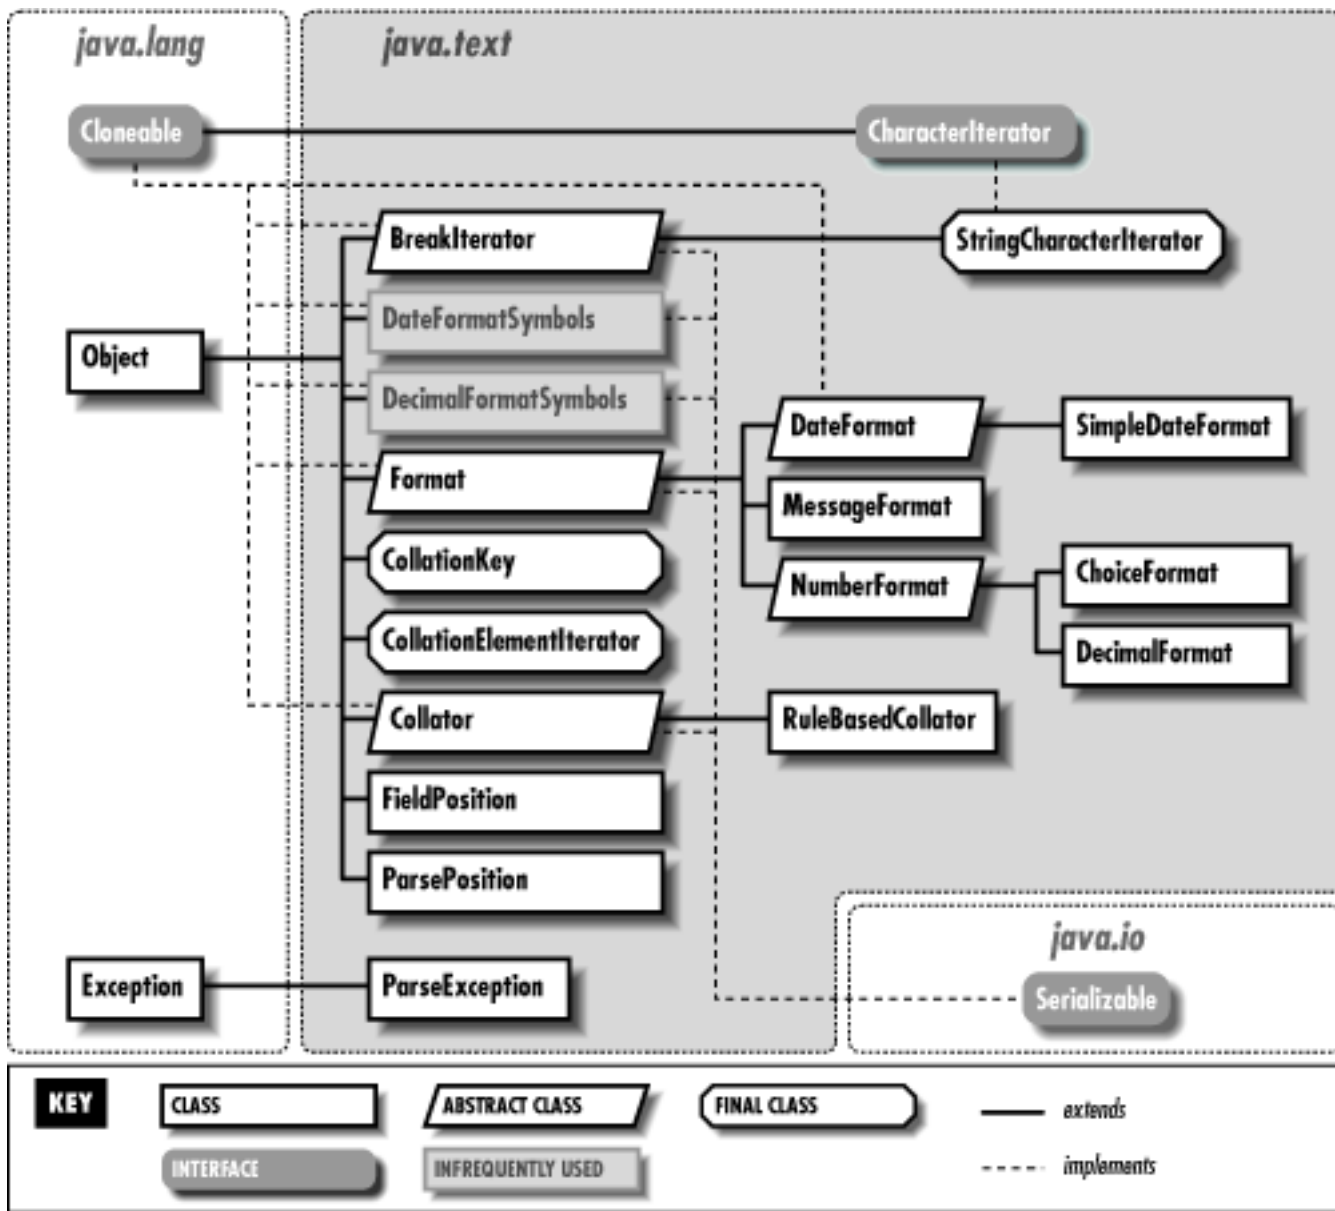 java.lang
java.text
Cloneable
CharacterIterator
BreakIterator
StringCharacterIterator
DateFormatSymbols
Object
DecimalFormatSymbols
DateFormat
SimpleDateFormat
Format
MessageFormat
CollationKey
NumberFormat
ChoiceFormat
CollationElementIterator
DecimalFormat
Collator
RuleBasedCollator
FieldPosition
ParsePosition
java.io
Exception
ParseException
Serializable
KEY
CLASS
ABSTRACT CLASS
FINAL CLASS
extends
INTERFACE
INFREQUENTLY USED
implements